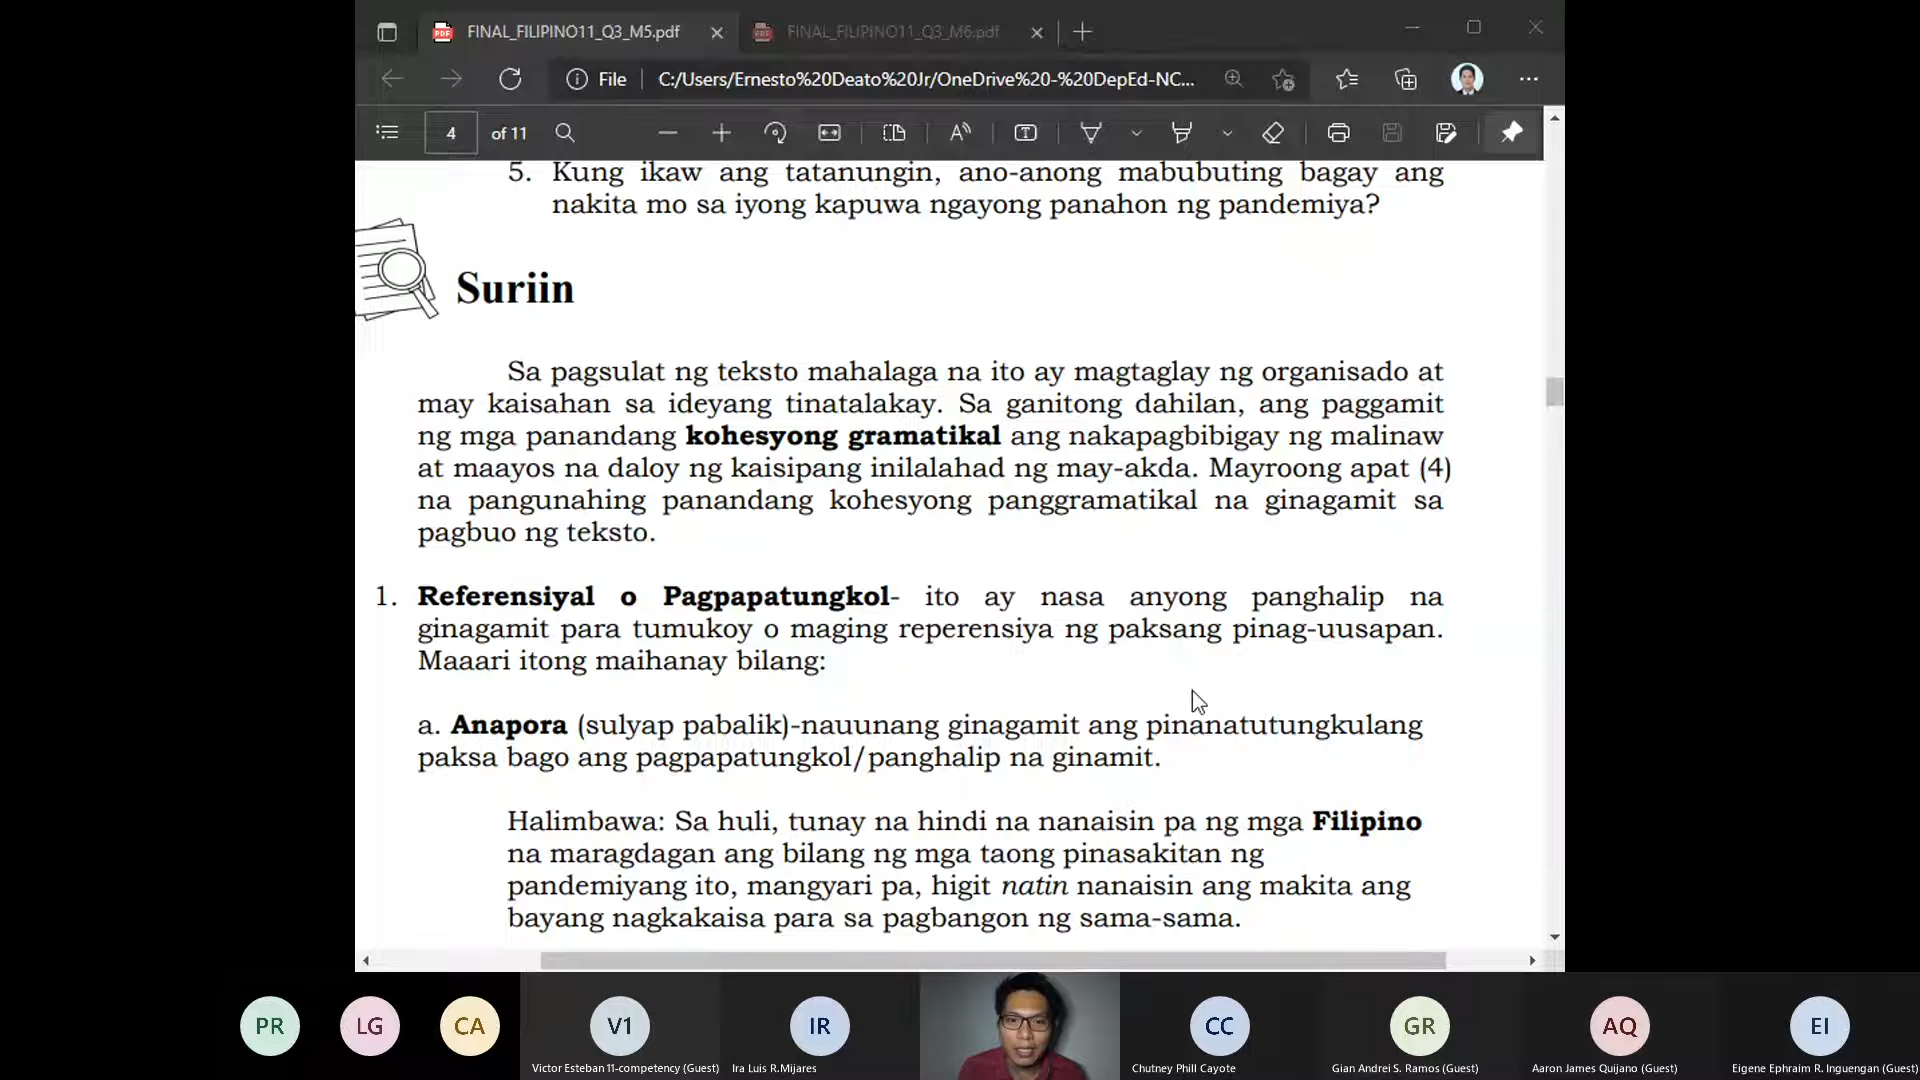 FINAL_FILIPINO11_Q3_M5.pdf
FINAL_FILIPINO11_Q3_M6.pdf
File
C:/Users/Ernesto%20Deato%20Jr/OneDrive%20-%20DepEd-NC...
4 of 11
5. Kung ikaw ang tatanungin, ano-anong mabubuting bagay ang
nakita mo sa iyong kapuwa ngayong panahon ng pandemiya?
Suriin
Sa pagsulat ng teksto mahalaga na ito ay magtaglay ng organisado at
may kaisahan sa ideyang tinatalakay. Sa ganitong dahilan, ang paggamit
ng mga panandang kohesyong gramatikal ang nakapagbibigay ng malinaw
at maayos na daloy ng kaisipang inilalahad ng may-akda. Mayroong apat (4)
na pangunahing panandang kohesyong panggramatikal na ginagamit sa
pagbuo ng teksto.
1. Referensiyal o Pagpapatungkol- ito ay nasa anyong panghalip na
ginagamit para tumukoy o maging reperensiya ng paksang pinag-uusapan.
Maaari itong maihanay bilang:
a. Anapora (sulyap pabalik)-nauunang ginagamit ang pinanatutungkulang
paksa bago ang pagpapatungkol/panghalip na ginamit.
Halimbawa: Sa huli, tunay na hindi na nanaisin pa ng mga Filipino
na maragdagan ang bilang ng mga taong pinasakitan ng
pandemiyang ito, mangyari pa, higit natin nanaisin ang makita ang
bayang nagkakaisa para sa pagbangon ng sama-sama.
PR
LG
CA
V1
IR
CC
GR
AQ
EI
Victor Esteban 11-competency (Guest)
Ira Luis R.Mijares
Chutney Phill Cayote
Gian Andrei S. Ramos (Guest)
Aaron James Quijano (Guest)
Eigene Ephraim R. Inguengan (Guest)